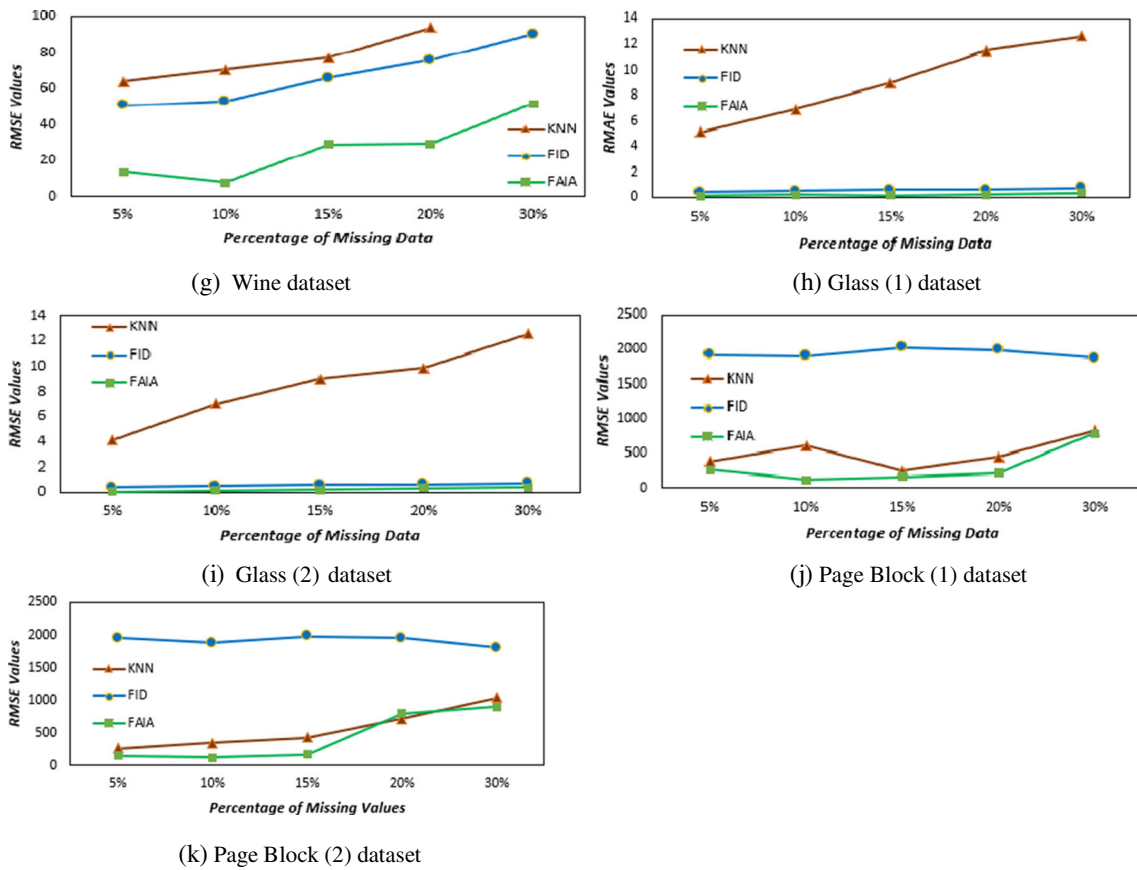 RMSE Values
100
80
60
40
20
0
KNN
FID
FAIA
5% 10% 15% 20% 30%
Percentage of Missing Data
(g) Wine dataset
RMAE Values
14
12
10
8
6
4
2
0
KNN
FID
FAIA
5% 10% 15% 20% 30%
Percentage of Missing Data
(h) Glass (1) dataset
RMSE Values
14
12
10
8
6
4
2
0
KNN
FID
FAIA
5% 10% 15% 20% 30%
Percentage of Missing Data
(i) Glass (2) dataset
RMSE Values
2500
2000
1500
1000
500
0
KNN
FID
FAIA
5% 10% 15% 20% 30%
Percentage of Missing Data
(j) Page Block (1) dataset
RMSE Values
2500
2000
1500
1000
500
0
KNN
FID
FAIA
5% 10% 15% 20% 30%
Percentage of Missing Values
(k) Page Block (2) dataset